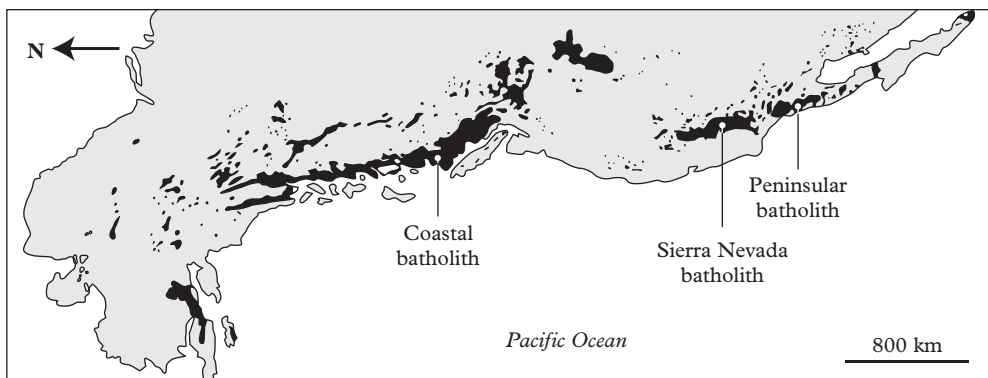 N
Coastal
batholith
Sierra Nevada
batholith
Peninsular
batholith
Pacific Ocean
800 km